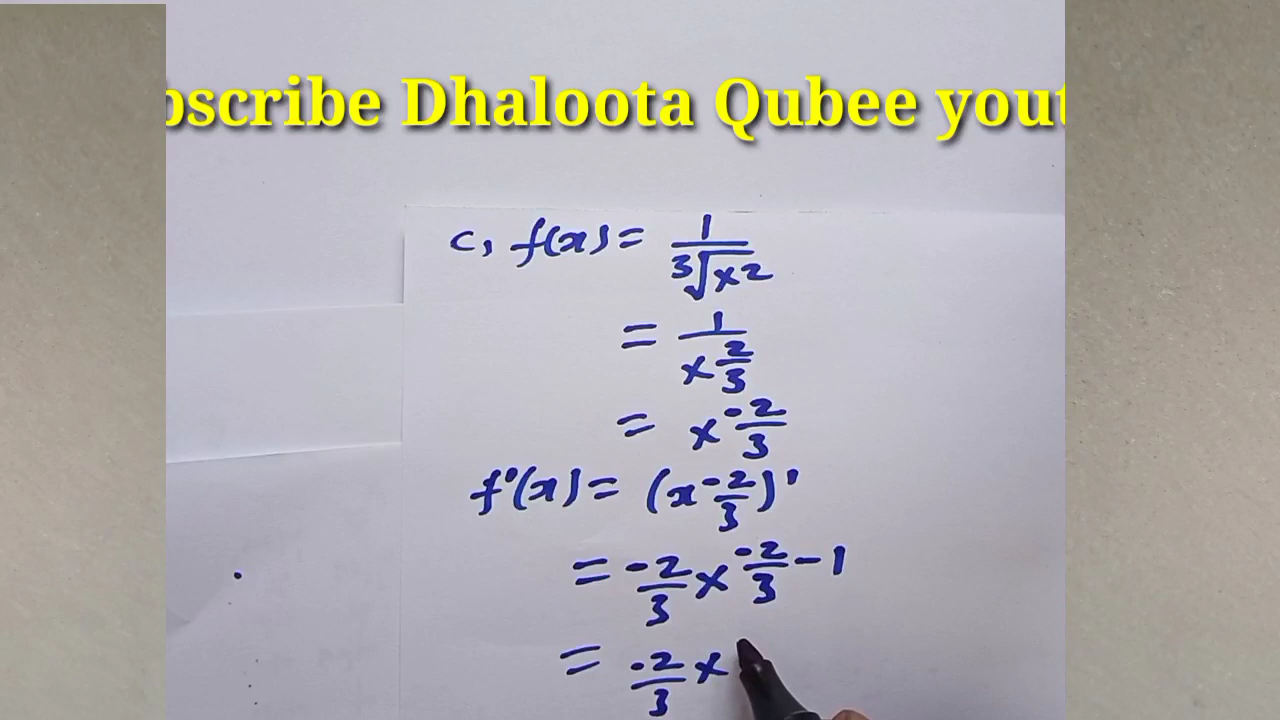 bscribe Dhaloota Qubee yout
c, f(x) = 1/∛x²
= 1/x^(2/3)
= x^(-2/3)
f'(x) = (x^(-2/3))'
= -2/3 x^(-2/3 - 1)
= -2/3 x